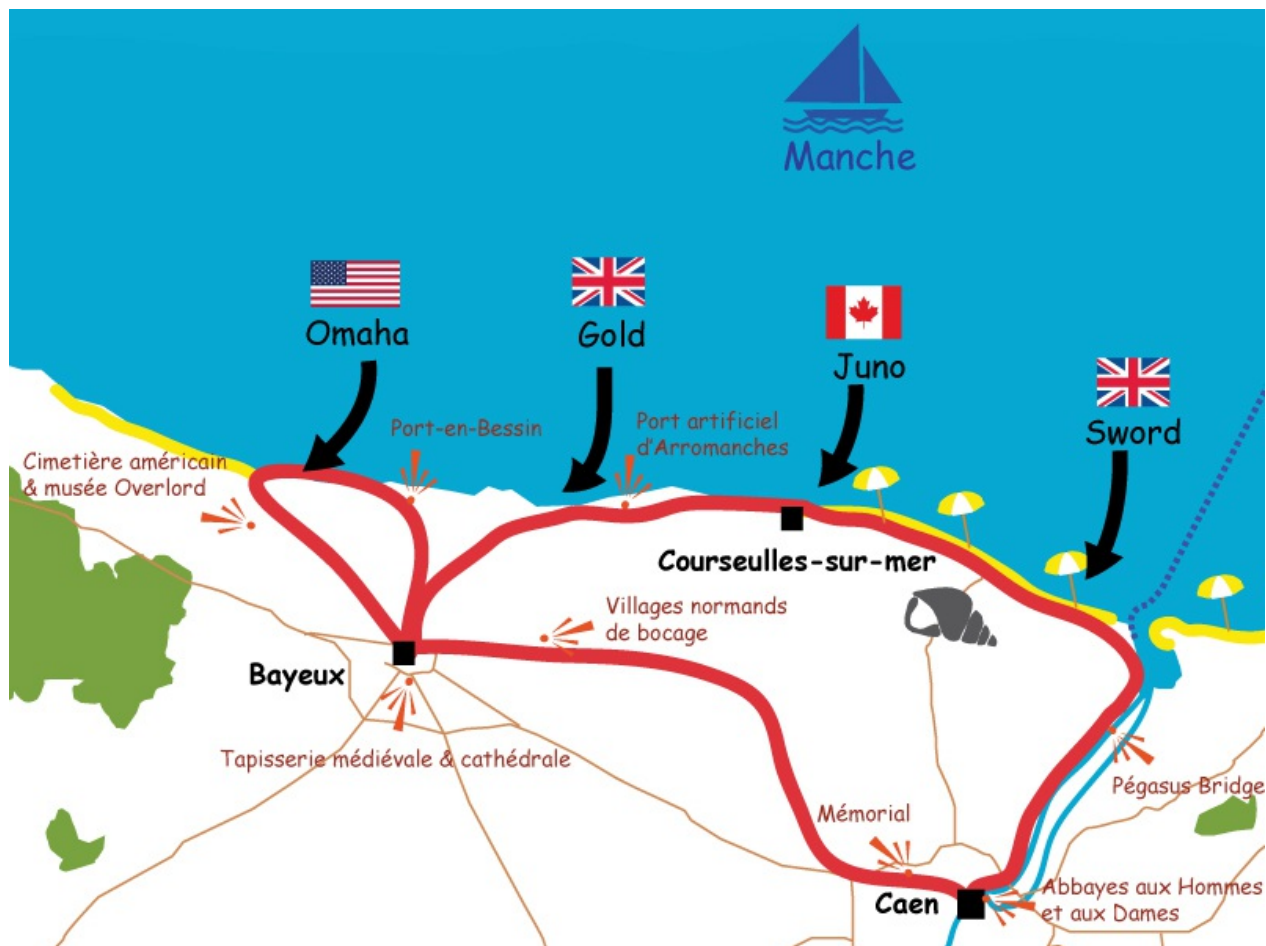 Manche
Omaha
Gold
Juno
Sword
Port-en-Bessin
Port artificiel
d'Arromanches
Cimetière américain
& musée Overlord
Courseulles-sur-mer
Villages normands
de bocage
Bayeux
Tapisserie médiévale & cathédrale
Pégasus Bridge
Mémorial
Caen
Abbayes aux Hommes
et aux Dames